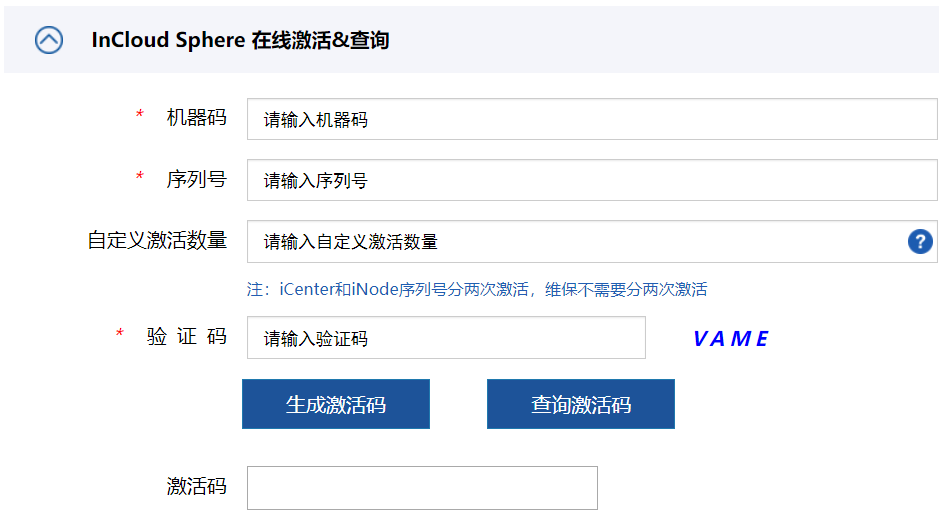 InCloud Sphere 在线激活&查询
* 机器码 请输入机器码
* 序列号 请输入序列号
自定义激活数量 请输入自定义激活数量 ?
注：iCenter和iNode序列号分两次激活，维保不需要分两次激活
* 验 证 码 请输入验证码 VAME
生成激活码 查询激活码
激活码